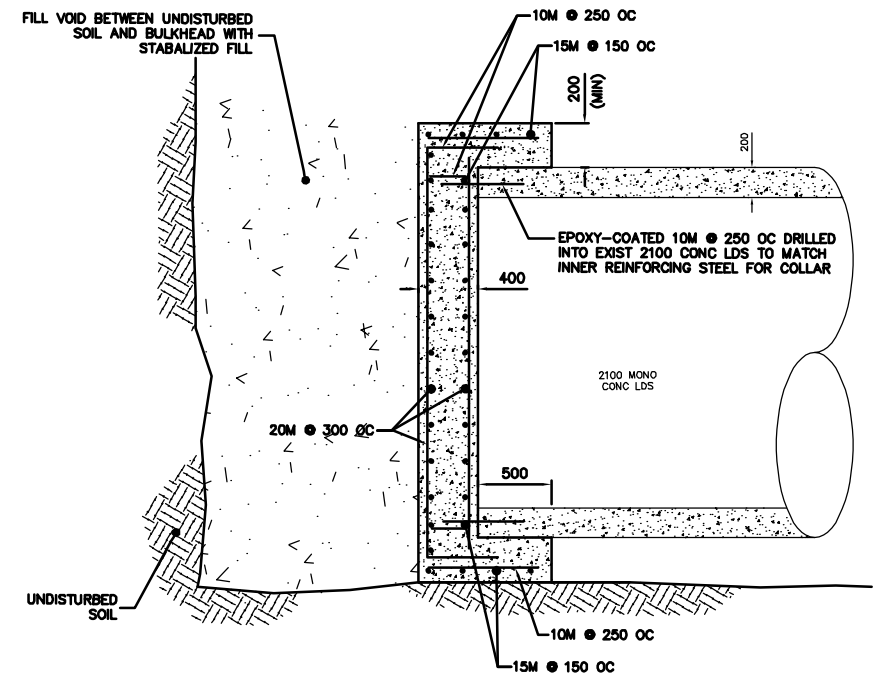 FILL VOID BETWEEN UNDISTURBED
SOIL AND BULKHEAD WITH
STABALIZED FILL
10M @ 250 OC
15M @ 150 OC
200
(MIN)
200
EPOXY-COATED 10M @ 250 OC DRILLED
INTO EXIST 2100 CONC LDS TO MATCH
INNER REINFORCING STEEL FOR COLLAR
400
2100 MONO
CONC LDS
20M @ 300 OC
500
UNDISTURBED
SOIL
10M @ 250 OC
15M @ 150 OC